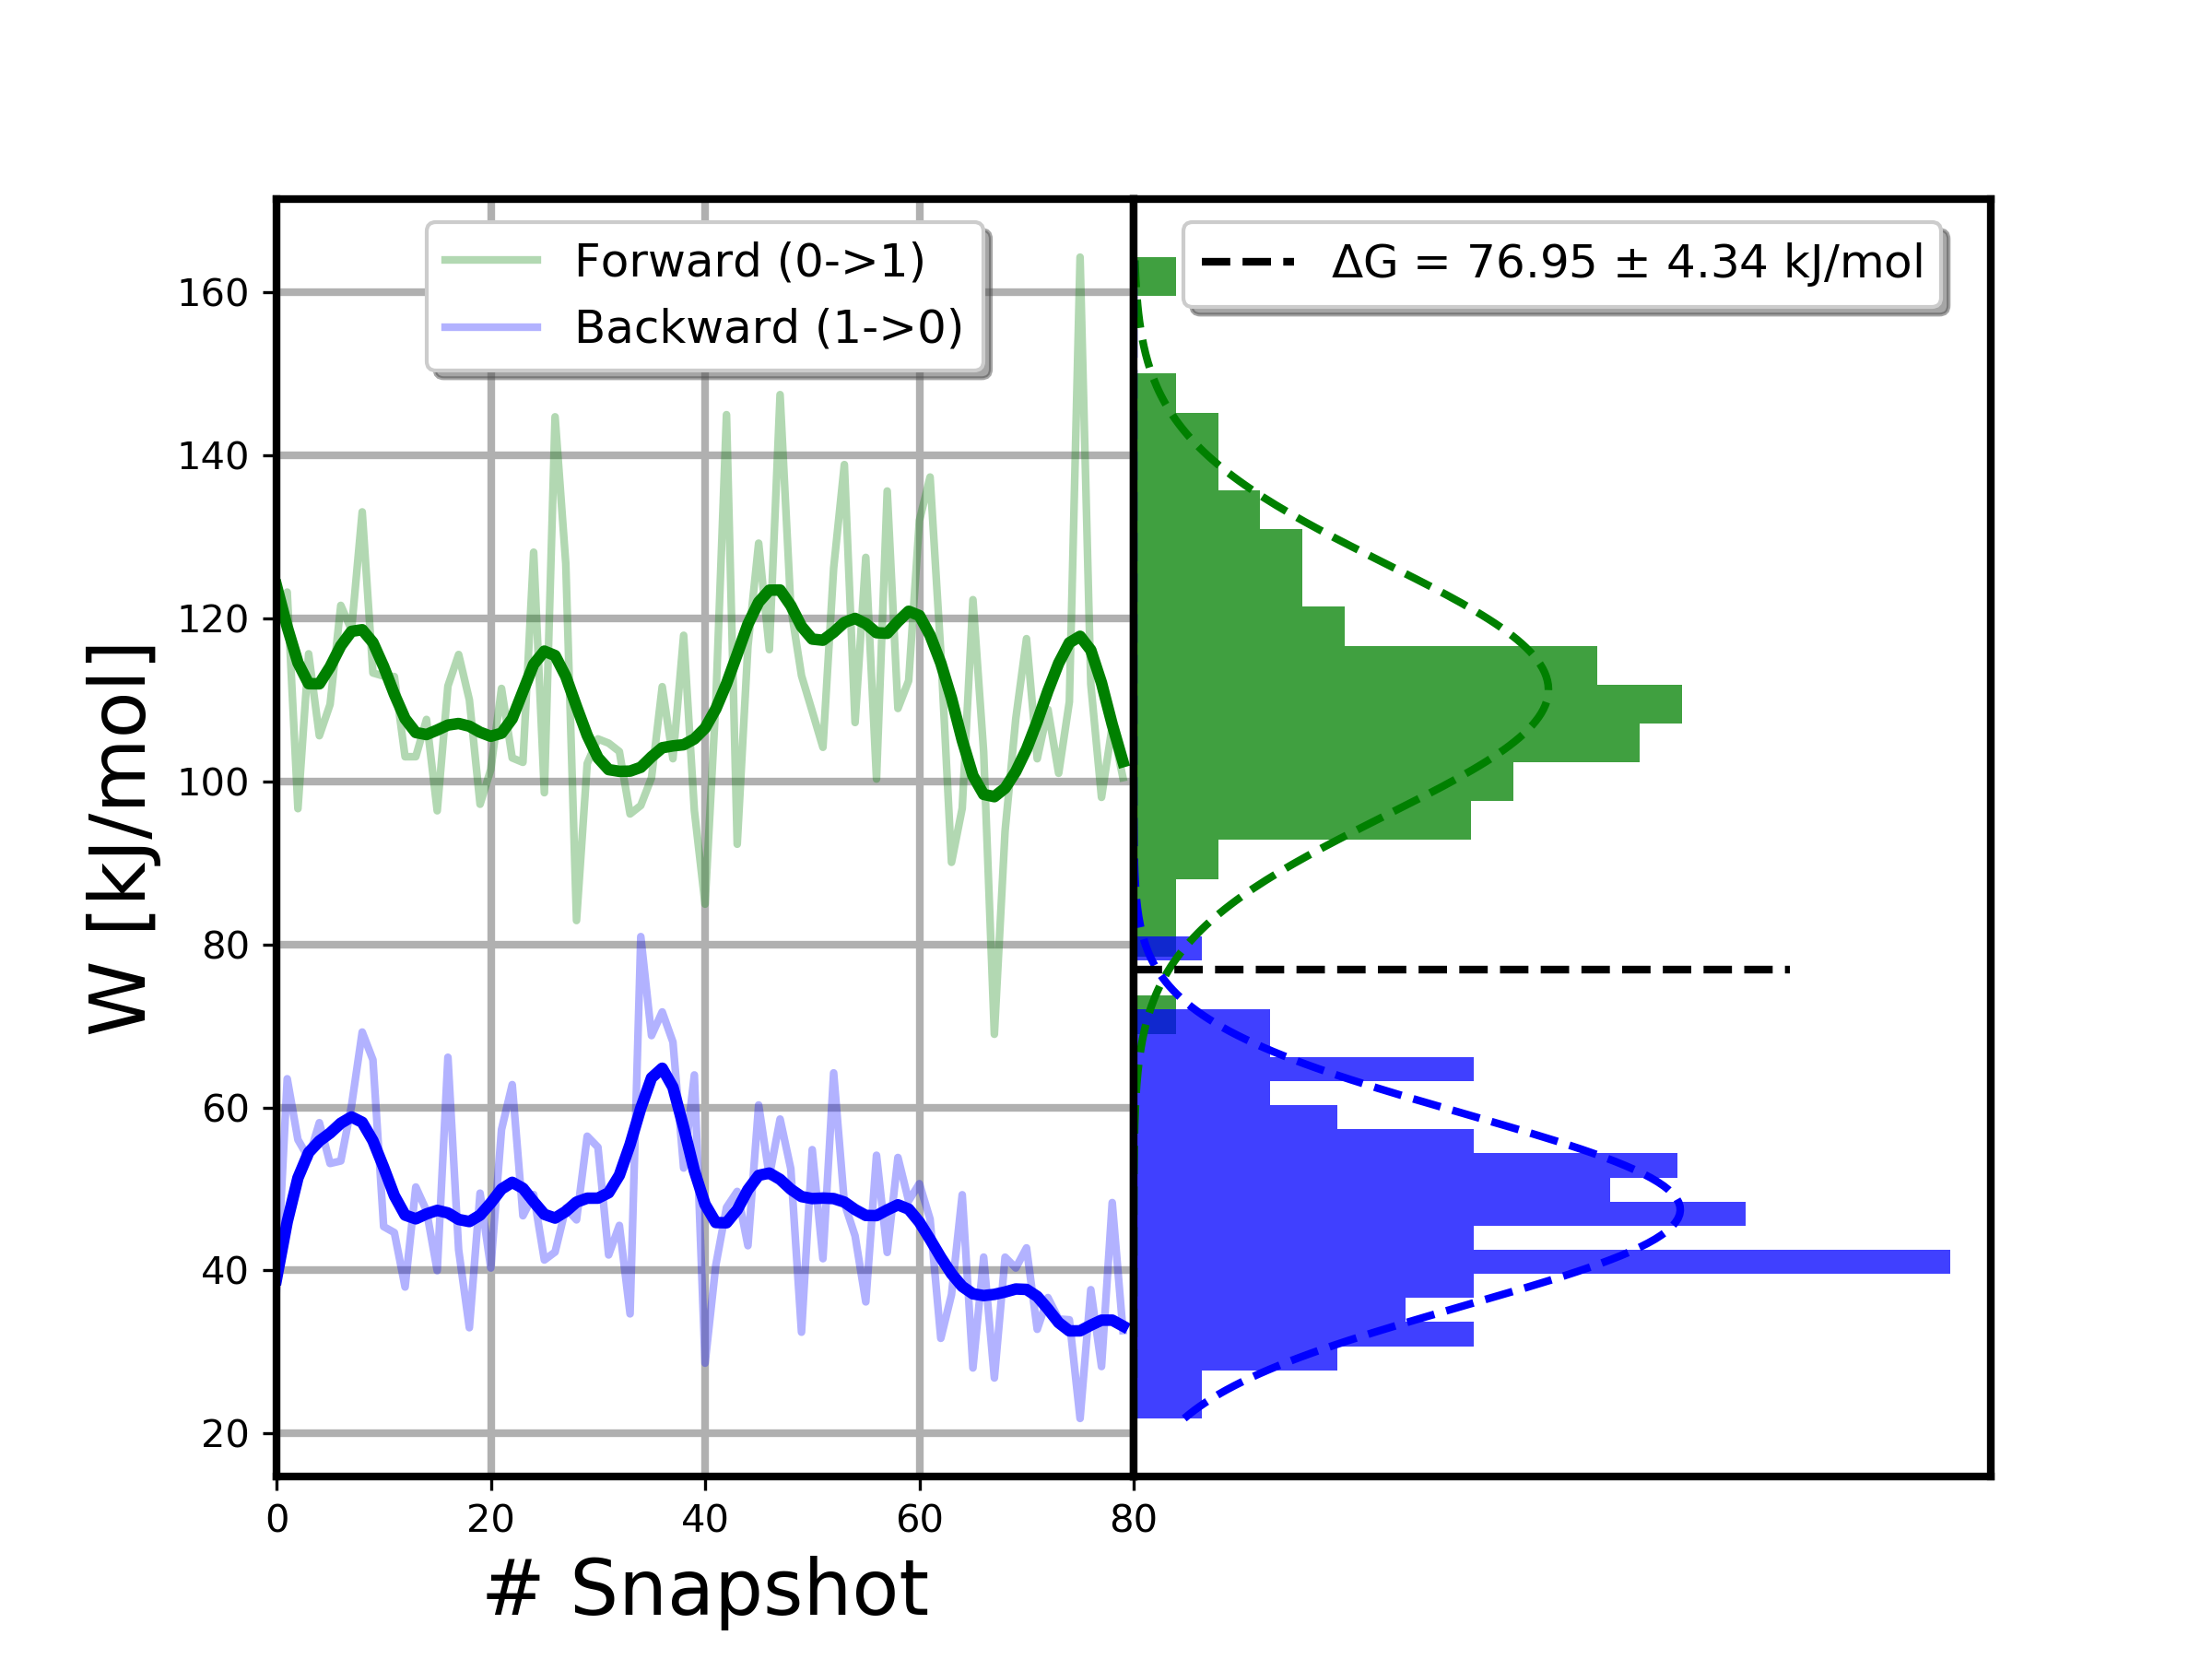 Forward (0->1)
Backward (1->0)
ΔG = 76.95 ± 4.34 kJ/mol
W [kJ/mol]
160
140
120
100
80
60
40
20
0 20 40 60 80
# Snapshot